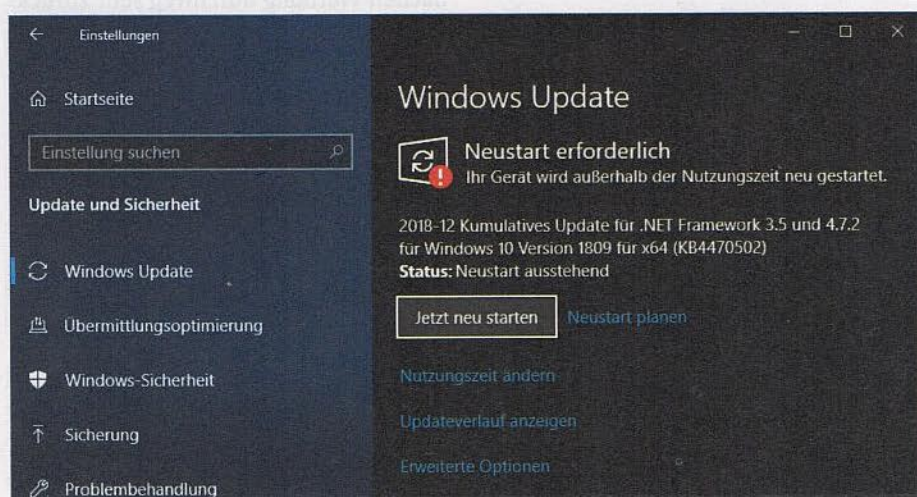 Einstellungen
Startseite
Einstellung suchen
Update und Sicherheit
Windows Update
Übermittlungsoptimierung
Windows-Sicherheit
Sicherung
Problembehandlung
Windows Update
Neustart erforderlich
Ihr Gerät wird außerhalb der Nutzungszeit neu gestartet.
2018-12 Kumulatives Update für .NET Framework 3.5 und 4.7.2
für Windows 10 Version 1809 für x64 (KB4470502)
Status: Neustart ausstehend
Jetzt neu starten
Neustart planen
Nutzungszeit ändern
Updateverlauf anzeigen
Erweiterte Optionen